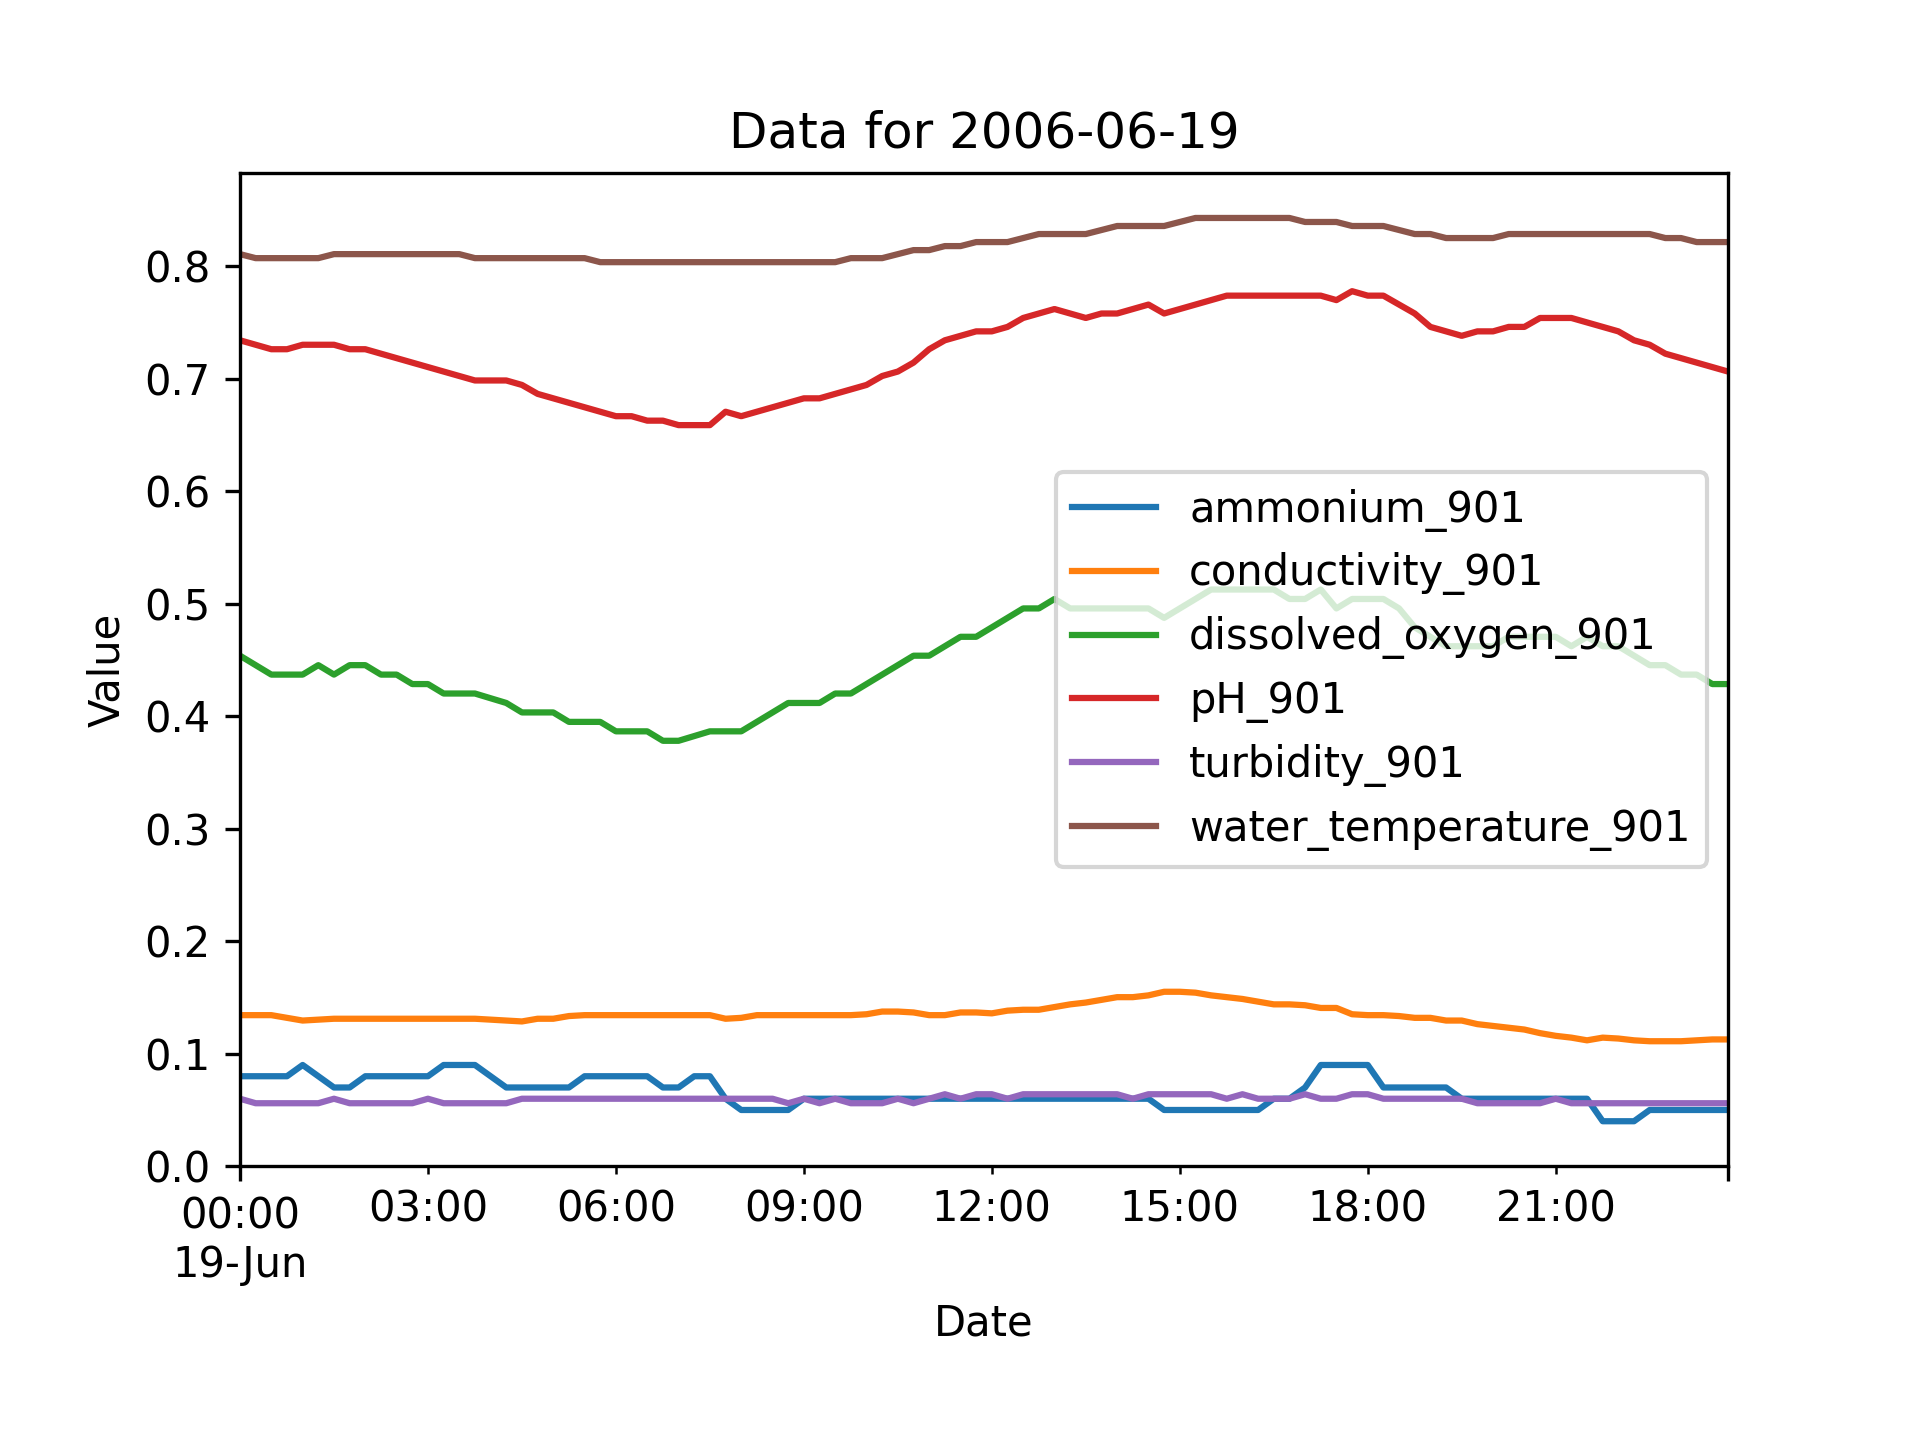 Data for 2006-06-19
Value
0.8
0.7
0.6
0.5
0.4
0.3
0.2
0.1
0.0
ammonium_901
conductivity_901
dissolved_oxygen_901
pH_901
turbidity_901
water_temperature_901
00:00 03:00 06:00 09:00 12:00 15:00 18:00 21:00
19-Jun
Date